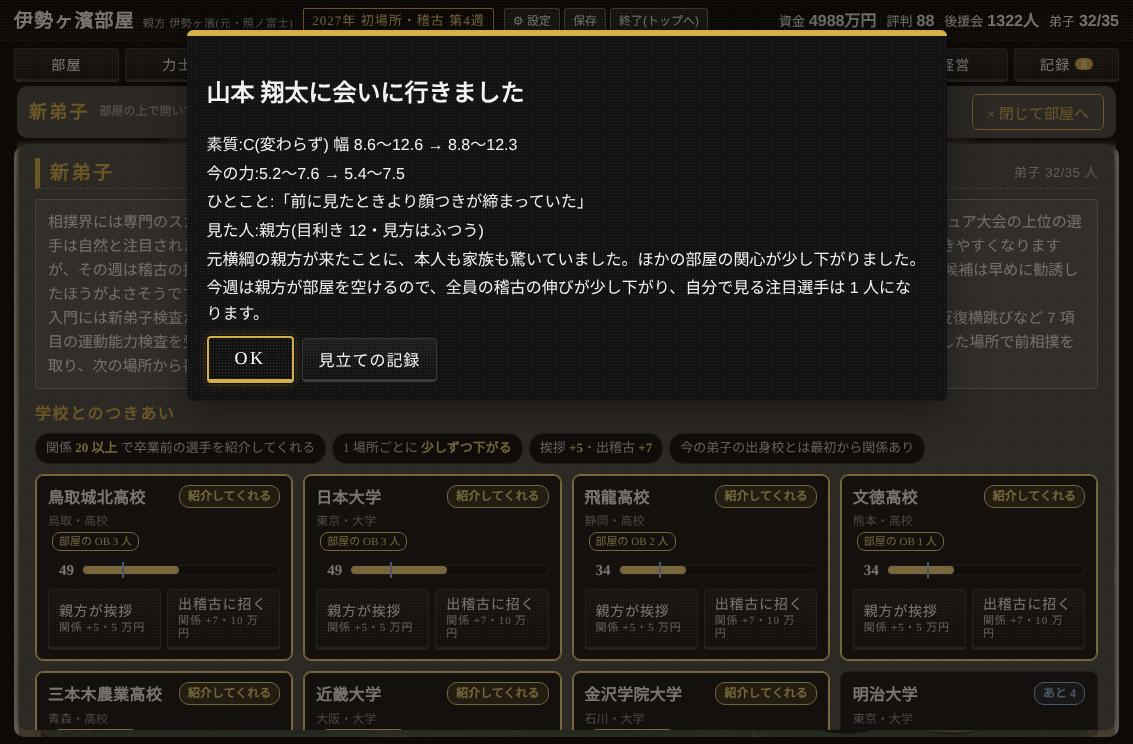 伊勢ヶ濱部屋 親方 伊勢ヶ濱(元・照ノ富士) 2027年 初場所・稽古 第4週 ⚙ 設定 保存 終了(トップへ) 資金 4988万円 評判 88 後援会 1322人 弟子 32/35
部屋 力士 経営 記録 3
新弟子 部屋の上で開いて × 閉じて部屋へ
新弟子 弟子 32/35 人
山本 翔太に会いに行きました
素質:C(変わらず) 幅 8.6〜12.6 → 8.8〜12.3
今の力:5.2〜7.6 → 5.4〜7.5
ひとこと:「前に見たときより顔つきが締まっていた」
見た人:親方(目利き 12・見方はふつう)
元横綱の親方が来たことに、本人も家族も驚いていました。ほかの部屋の関心が少し下がりました。
今週は親方が部屋を空けるので、全員の稽古の伸びが少し下がり、自分で見る注目選手は 1 人にな
ります。
OK 見立ての記録
相撲界には専門のス ュア大会の上位の選
手は自然と注目され きやすくなります
が、その週は稽古の 候補は早めに勧誘し
たほうがよさそうで
入門には新弟子検査 反復横跳びなど 7 項
目の運動能力検査を した場所で前相撲を
取り、次の場所から
学校とのつきあい
関係 20 以上 で卒業前の選手を紹介してくれる 1 場所ごとに 少しずつ下がる 挨拶 +5・出稽古 +7 今の弟子の出身校とは最初から関係あり
鳥取城北高校 紹介してくれる
鳥取・高校
部屋の OB 3 人
49
親方が挨拶
関係 +5・5 万円
出稽古に招く
関係 +7・10 万
円
日本大学 紹介してくれる
東京・大学
部屋の OB 3 人
49
親方が挨拶
関係 +5・5 万円
出稽古に招く
関係 +7・10 万
円
飛龍高校 紹介してくれる
静岡・高校
部屋の OB 2 人
34
親方が挨拶
関係 +5・5 万円
出稽古に招く
関係 +7・10 万
円
文徳高校 紹介してくれる
熊本・高校
部屋の OB 1 人
34
親方が挨拶
関係 +5・5 万円
出稽古に招く
関係 +7・10 万
円
三本木農業高校 紹介してくれる
青森・高校
近畿大学 紹介してくれる
大阪・大学
金沢学院大学 紹介してくれる
石川・大学
明治大学 あと 4
東京・大学